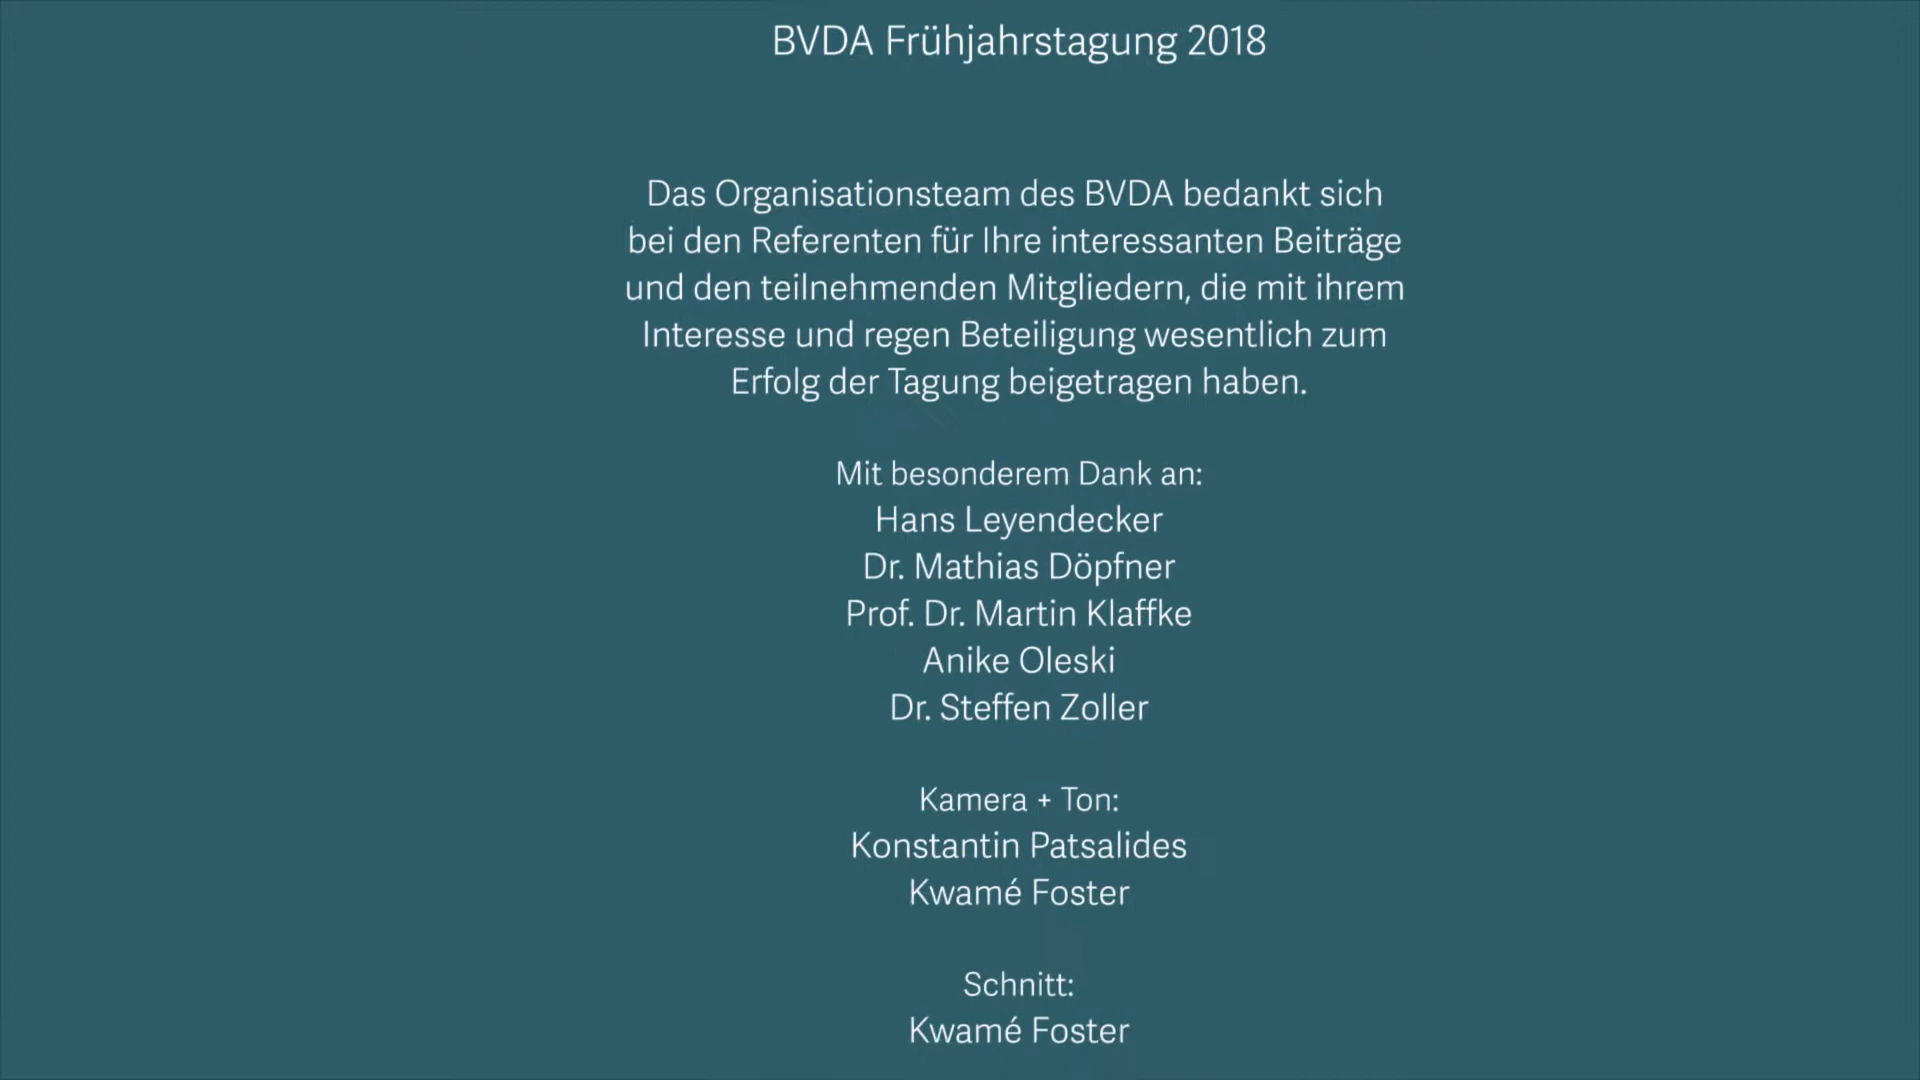 BVDA Frühjahrstagung 2018
Das Organisationsteam des BVDA bedankt sich
bei den Referenten für Ihre interessanten Beiträge
und den teilnehmenden Mitgliedern, die mit ihrem
Interesse und regen Beteiligung wesentlich zum
Erfolg der Tagung beigetragen haben.
Mit besonderem Dank an:
Hans Leyendecker
Dr. Mathias Döpfner
Prof. Dr. Martin Klaffke
Anike Oleski
Dr. Steffen Zoller
Kamera + Ton:
Konstantin Patsalides
Kwamé Foster
Schnitt:
Kwamé Foster